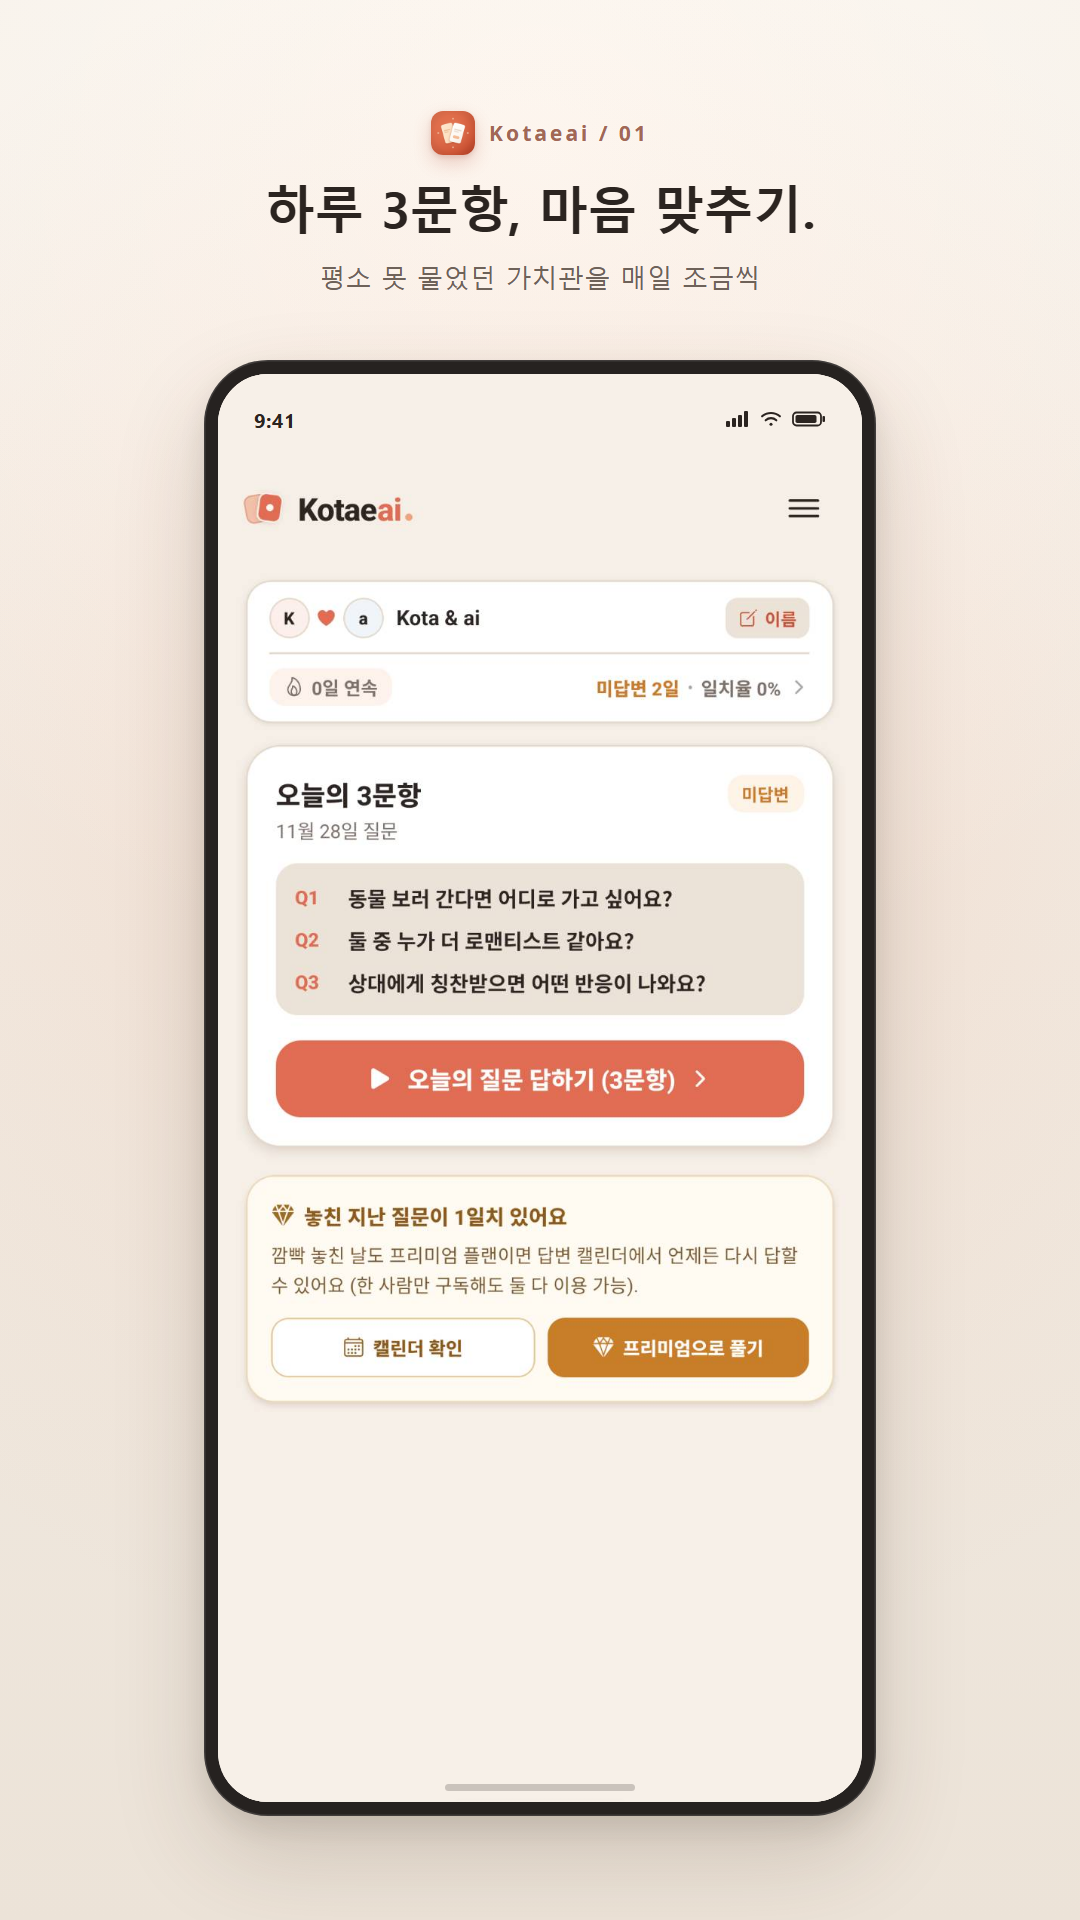 Kotaeai / 01
하루 3문항, 마음 맞추기.
평소 못 물었던 가치관을 매일 조금씩
9:41
Kotaeai.
K a Kota & ai 이름
0일 연속 미답변 2일 · 일치율 0%
오늘의 3문항 미답변
11월 28일 질문
Q1 동물 보러 간다면 어디로 가고 싶어요?
Q2 둘 중 누가 더 로맨티스트 같아요?
Q3 상대에게 칭찬받으면 어떤 반응이 나와요?
오늘의 질문 답하기 (3문항)
놓친 지난 질문이 1일치 있어요
깜빡 놓친 날도 프리미엄 플랜이면 답변 캘린더에서 언제든 다시 답할
수 있어요 (한 사람만 구독해도 둘 다 이용 가능).
캘린더 확인 프리미엄으로 풀기